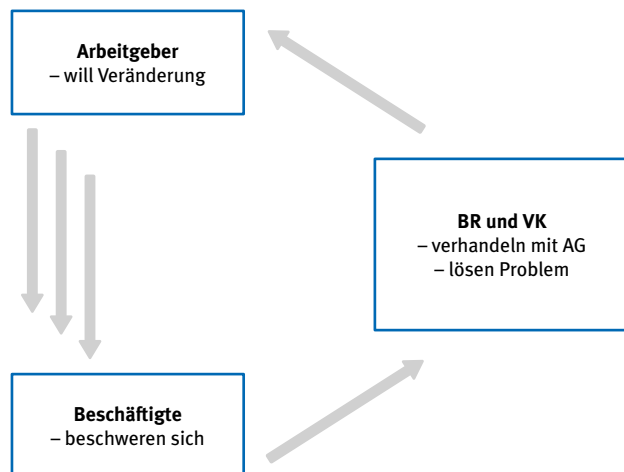 Arbeitgeber
– will Veränderung
BR und VK
– verhandeln mit AG
– lösen Problem
Beschäftigte
– beschweren sich